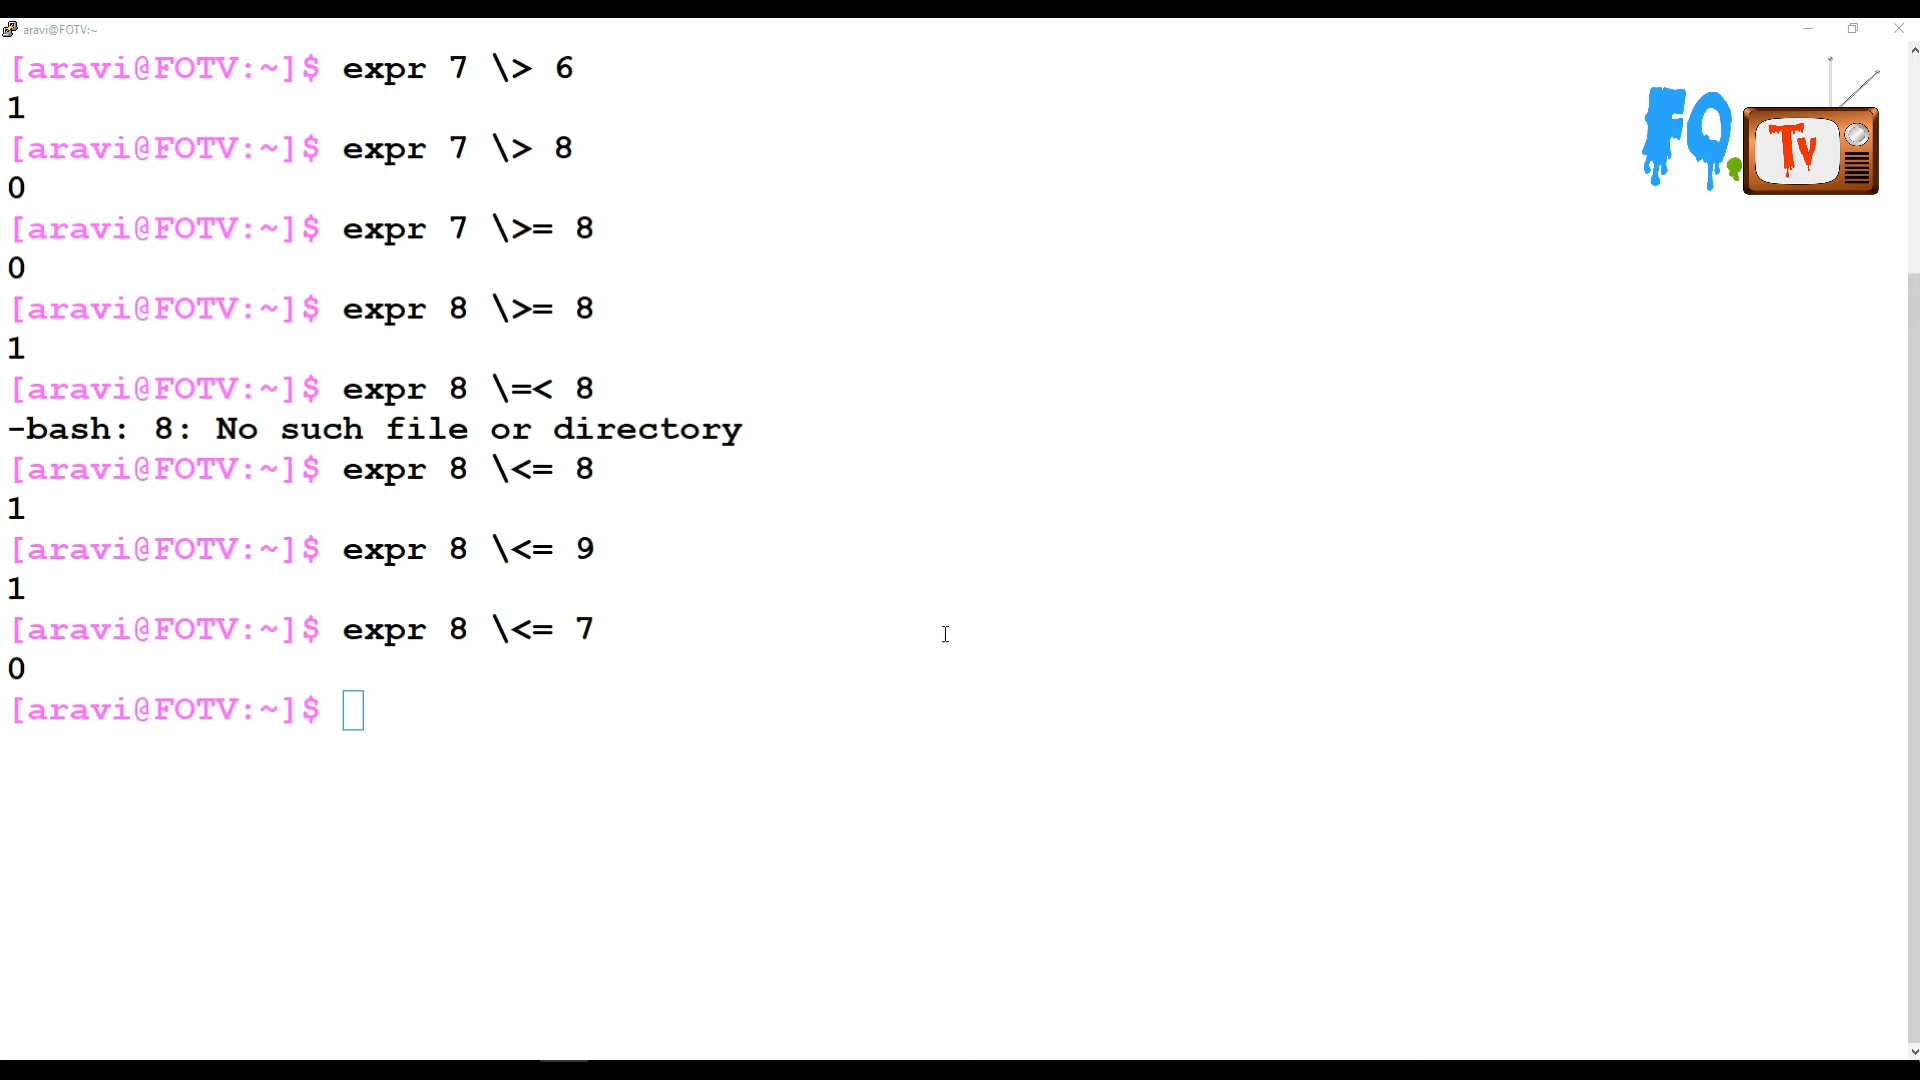 aravi@FOTV:~
[aravi@FOTV:~]$ expr 7 \> 6
1
[aravi@FOTV:~]$ expr 7 \> 8
0
[aravi@FOTV:~]$ expr 7 \>= 8
0
[aravi@FOTV:~]$ expr 8 \>= 8
1
[aravi@FOTV:~]$ expr 8 \=< 8
-bash: 8: No such file or directory
[aravi@FOTV:~]$ expr 8 \<= 8
1
[aravi@FOTV:~]$ expr 8 \<= 9
1
[aravi@FOTV:~]$ expr 8 \<= 7
0
[aravi@FOTV:~]$
FO Tv